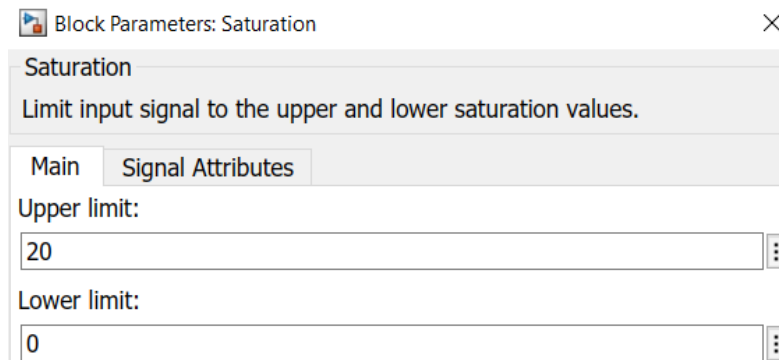 Block Parameters: Saturation
Saturation
Limit input signal to the upper and lower saturation values.
Main Signal Attributes
Upper limit:
20
Lower limit:
0